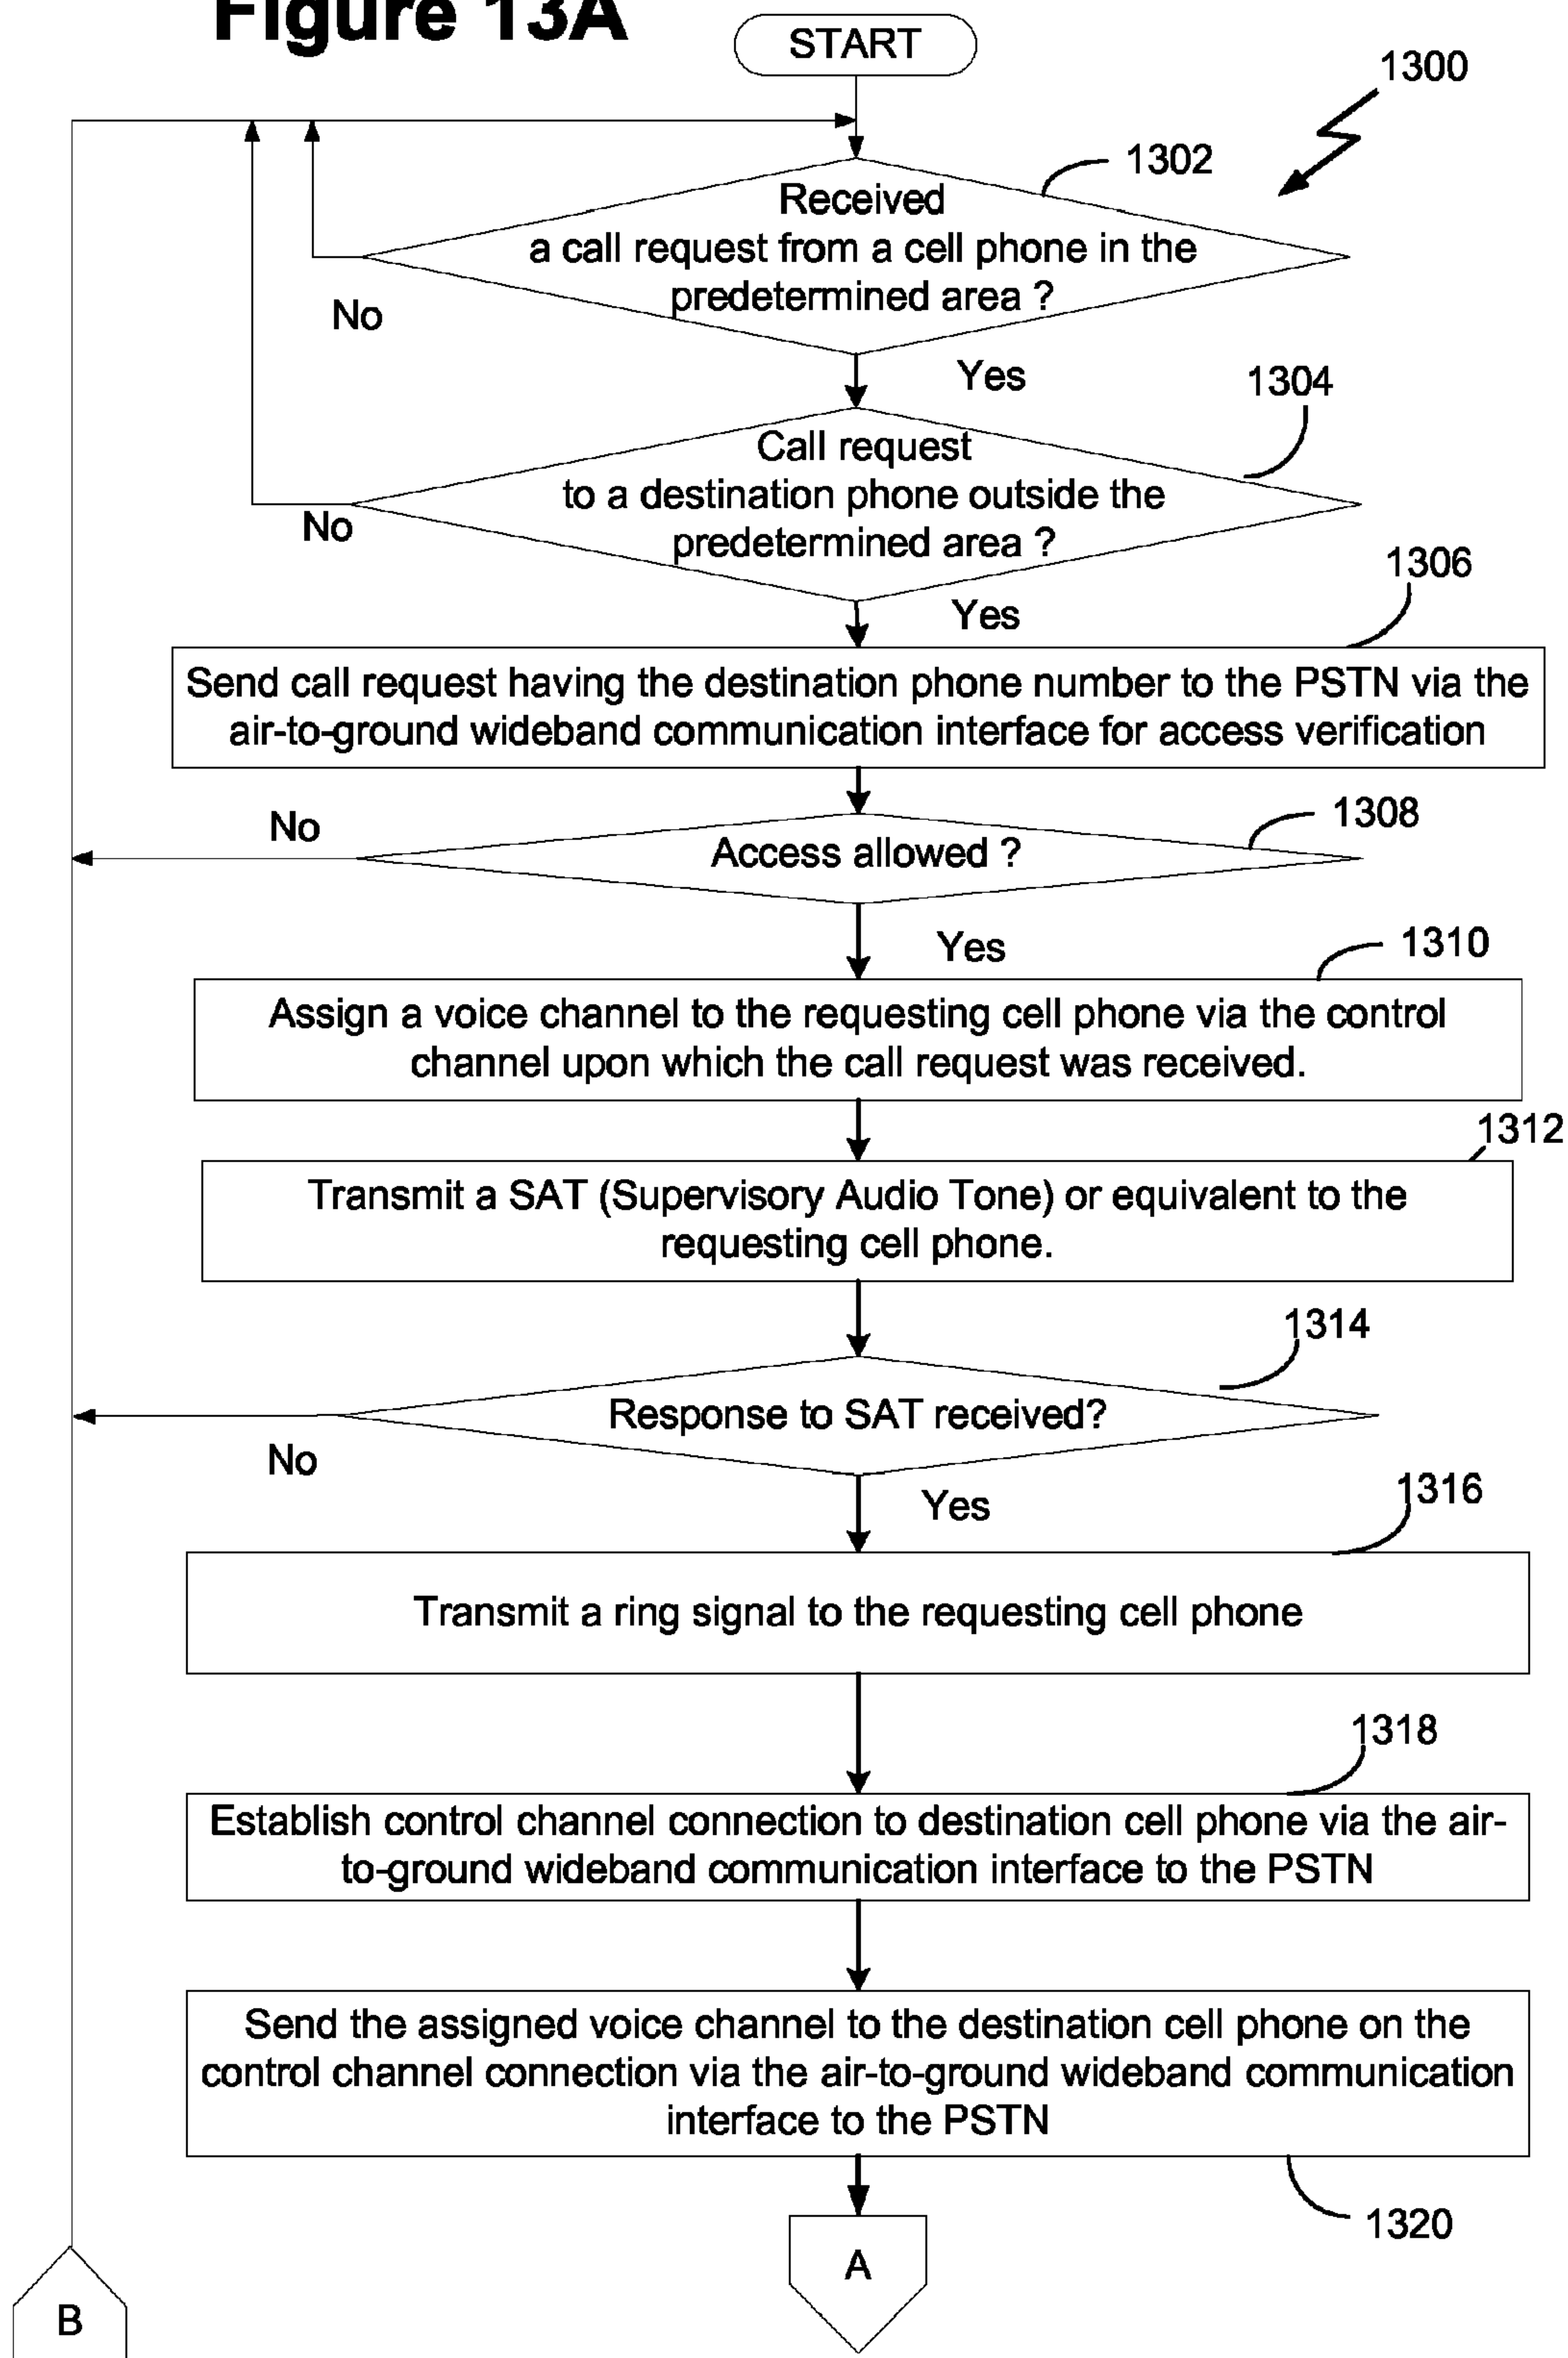 Figure 13A
START
1300
1302
Received
a call request from a cell phone in the
predetermined area ?
No
Yes
1304
Call request
to a destination phone outside the
predetermined area ?
No
Yes
1306
Send call request having the destination phone number to the PSTN via the
air-to-ground wideband communication interface for access verification
No
1308
Access allowed ?
Yes
1310
Assign a voice channel to the requesting cell phone via the control
channel upon which the call request was received.
1312
Transmit a SAT (Supervisory Audio Tone) or equivalent to the
requesting cell phone.
1314
Response to SAT received?
No
Yes
1316
Transmit a ring signal to the requesting cell phone
1318
Establish control channel connection to destination cell phone via the air-
to-ground wideband communication interface to the PSTN
Send the assigned voice channel to the destination cell phone on the
control channel connection via the air-to-ground wideband communication
interface to the PSTN
1320
A
B